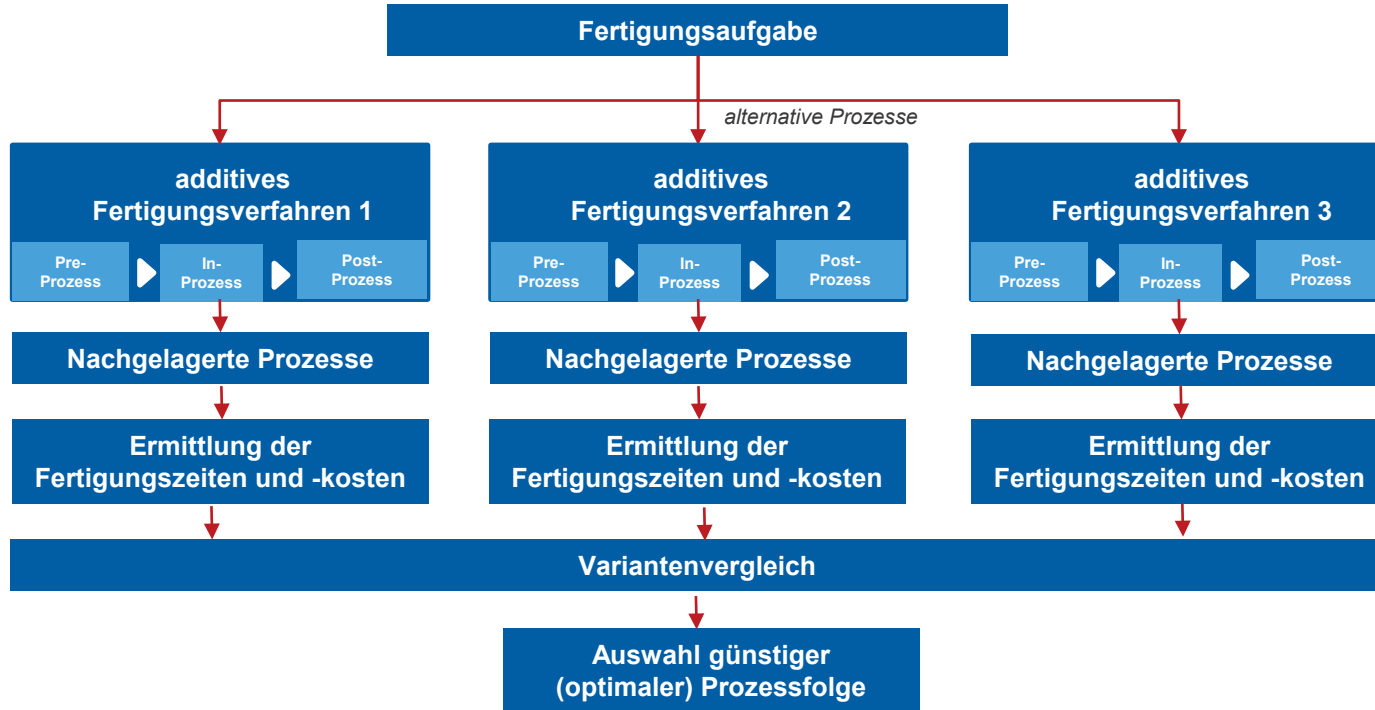 Fertigungsaufgabe
alternative Prozesse
additives
Fertigungsverfahren 1
Pre-
Prozess
In-
Prozess
Post-
Prozess
additives
Fertigungsverfahren 2
Pre-
Prozess
In-
Prozess
Post-
Prozess
additives
Fertigungsverfahren 3
Pre-
Prozess
In-
Prozess
Post-
Prozess
Nachgelagerte Prozesse
Nachgelagerte Prozesse
Nachgelagerte Prozesse
Ermittlung der
Fertigungszeiten und -kosten
Ermittlung der
Fertigungszeiten und -kosten
Ermittlung der
Fertigungszeiten und -kosten
Variantenvergleich
Auswahl günstiger
(optimaler) Prozessfolge